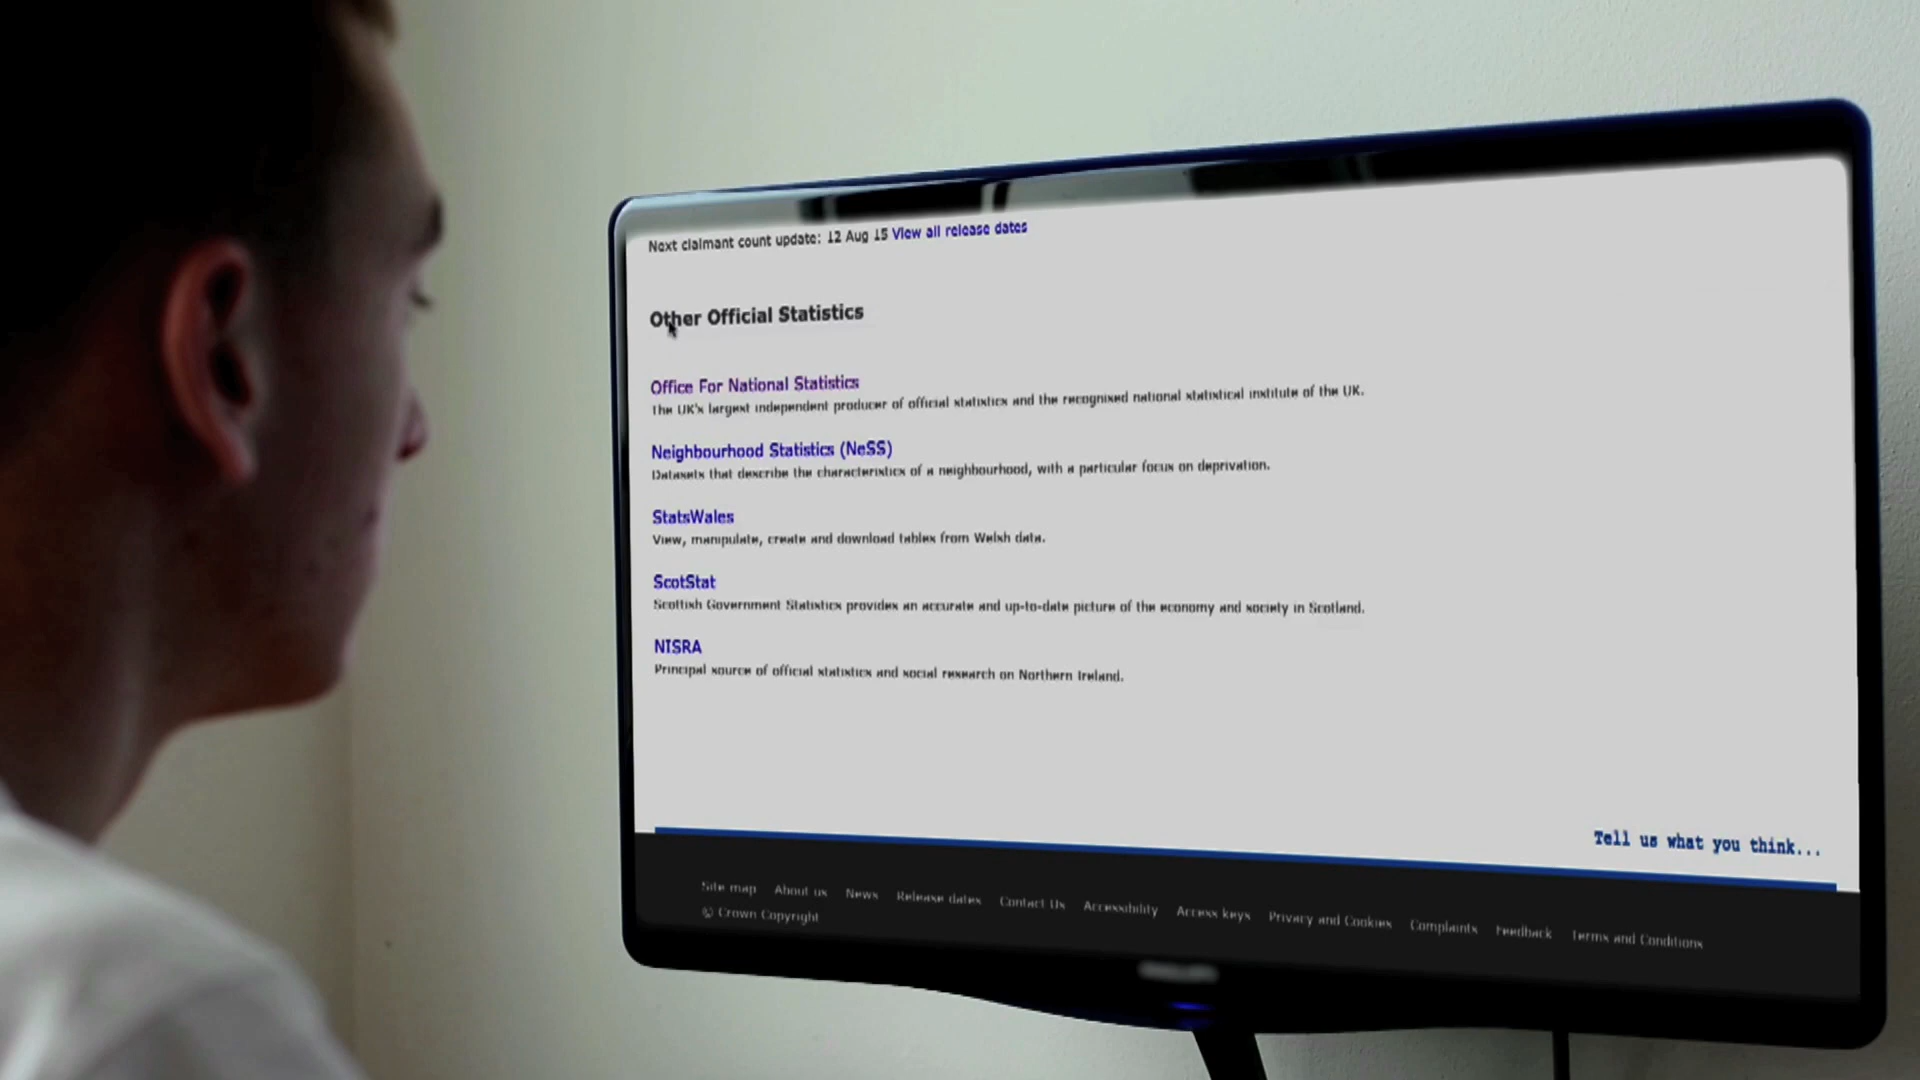 Next claimant count update: 12 Aug 15 View all release dates
Other Official Statistics
Office For National Statistics
The UK's largest independent producer of official statistics and the recognised national statistical institute of the UK.
Neighbourhood Statistics (NeSS)
Datasets that describe the characteristics of a neighbourhood, with a particular focus on deprivation.
StatsWales
View, manipulate, create and download tables from Welsh data.
ScotStat
Scottish Government Statistics provides an accurate and up-to-date picture of the economy and society in Scotland.
NISRA
Principal source of official statistics and social research on Northern Ireland.
Tell us what you think...
Site map About us News Release dates Contact Us Accessibility Access keys Privacy and Cookies Complaints Feedback Terms and Conditions
© Crown Copyright